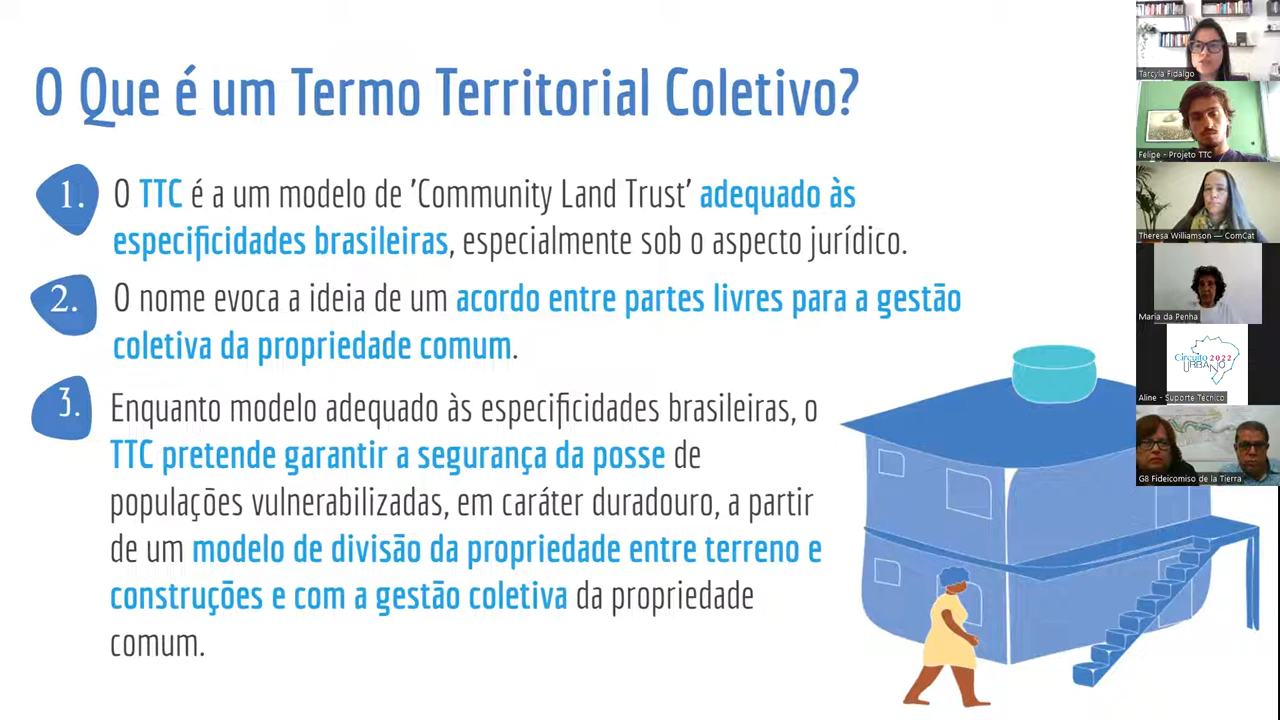 O Que é um Termo Territorial Coletivo?
1.
O TTC é a um modelo de 'Community Land Trust' adequado às
especificidades brasileiras, especialmente sob o aspecto jurídico.
2.
O nome evoca a ideia de um acordo entre partes livres para a gestão
coletiva da propriedade comum.
3.
Enquanto modelo adequado às especificidades brasileiras, o
TTC pretende garantir a segurança da posse de
populações vulnerabilizadas, em caráter duradouro, a partir
de um modelo de divisão da propriedade entre terreno e
construções e com a gestão coletiva da propriedade
comum.
Tarcyla Fidalgo
Felipe - Projeto TTC
Theresa Williamson — ComCat
Maria da Penha
Circuito 2022
URBANO
Aline - Suporte Técnico
G8 Fideicomiso de la Tierra